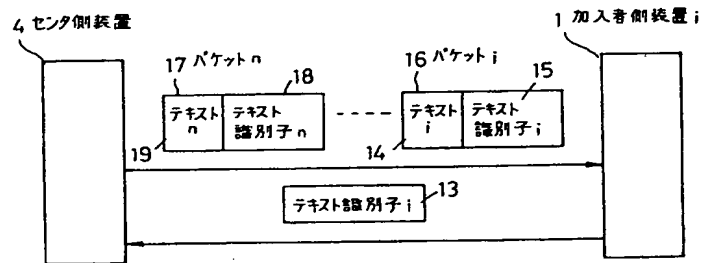 4 センタ側装置
1 加入者側装置 i
17 パケット n
18
16 パケット i
15
テキスト n
テキスト 識別子 n
テキスト i
テキスト 識別子 i
19
14
13
テキスト識別子 i